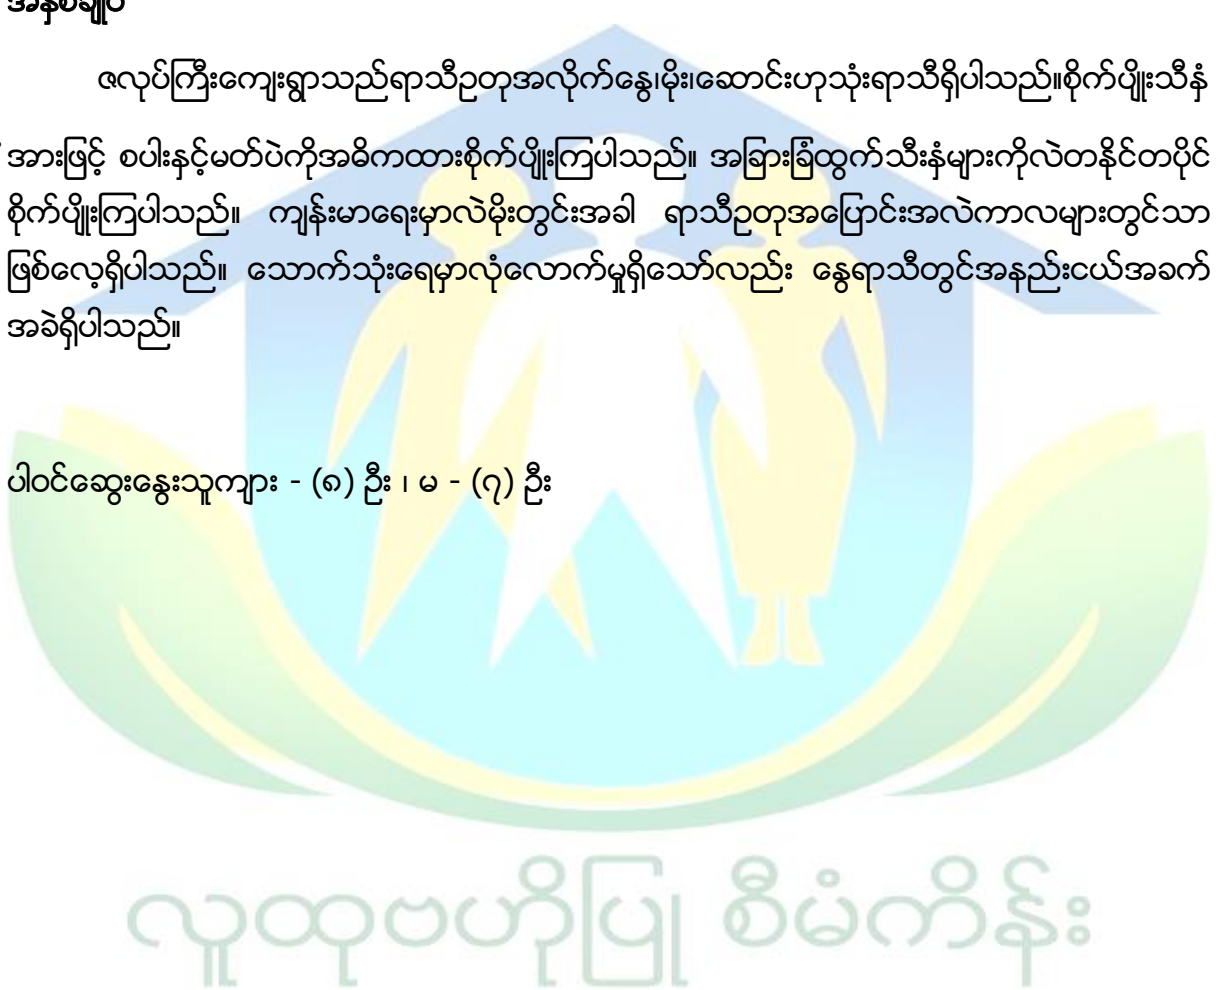 အနှစ်ချုပ်
ဇလုပ်ကြီးကျေးရွာသည်ရာသီဥတုအလိုက်နွေ၊မိုး၊ဆောင်းဟုသုံးရာသီရှိပါသည်။စိုက်ပျိုးသီးနှံ
အားဖြင့် စပါးနှင့်မတ်ပဲကိုအဓိကထားစိုက်ပျိုးကြပါသည်။ အခြားခြံထွက်သီးနှံများကိုလဲတနိုင်တပိုင်
စိုက်ပျိုးကြပါသည်။ ကျန်းမာရေးမှာလဲမိုးတွင်းအခါ ရာသီဥတုအပြောင်းအလဲကာလများတွင်သာ
ဖြစ်လေ့ရှိပါသည်။ သောက်သုံးရေမှာလုံလောက်မှုရှိသော်လည်း နွေရာသီတွင်အနည်းငယ်အခက်
အခဲရှိပါသည်။
ပါဝင်ဆွေးနွေးသူကျား - (၈) ဦး ၊ မ - (၇) ဦး
လူထုဗဟိုပြု စီမံကိန်း